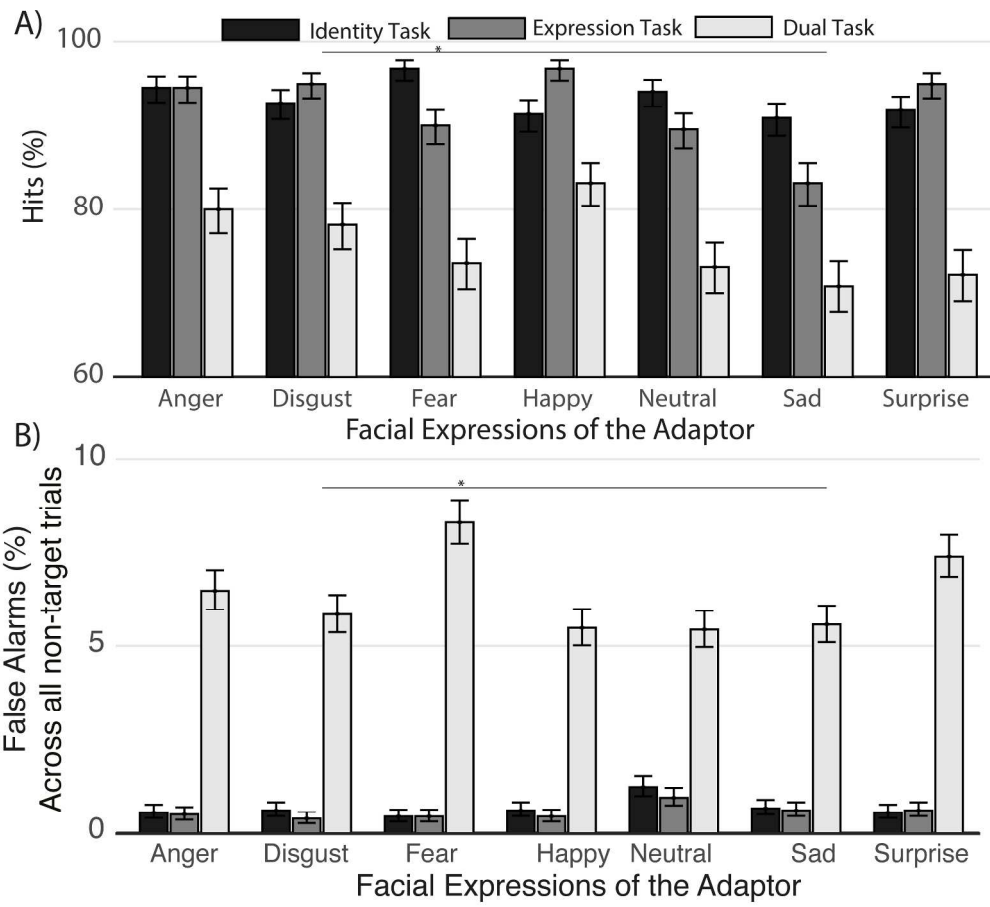 A)
Identity Task
Expression Task
Dual Task
*
100
80
60
Hits (%)
Anger
Disgust
Fear
Happy
Neutral
Sad
Surprise
Facial Expressions of the Adaptor
B)
*
10
5
0
False Alarms (%)
Across all non-target trials
Anger
Disgust
Fear
Happy
Neutral
Sad
Surprise
Facial Expressions of the Adaptor